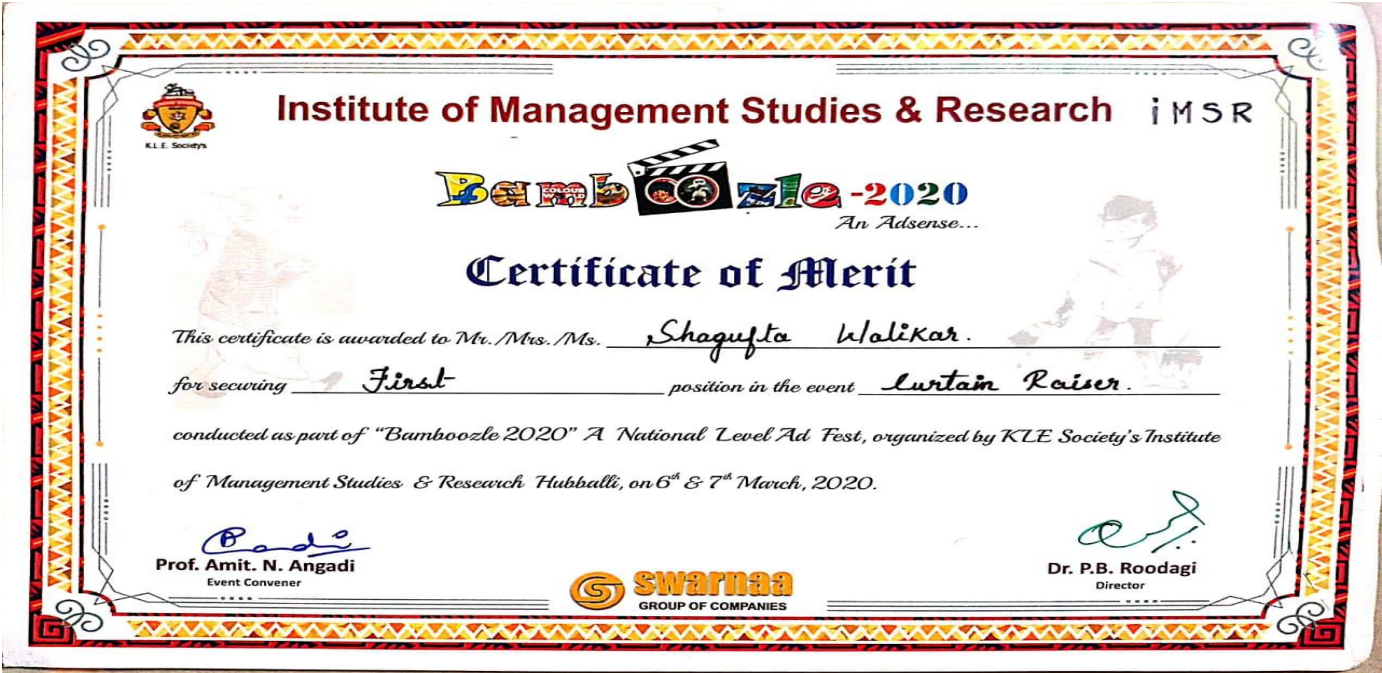 Institute of Management Studies & Research iMSR
K.L.E. Society's
Bamboozle-2020
An Adsense...
Certificate of Merit
This certificate is awarded to Mr./Mrs./Ms. Shagufta Walikar.
for securing First position in the event Curtain Raiser.
conducted as part of "Bamboozle 2020" A National Level Ad Fest, organized by KLE Society's Institute
of Management Studies & Research Hubballi, on 6th & 7th March, 2020.
Prof. Amit. N. Angadi
Event Convener
swarnaa
GROUP OF COMPANIES
Dr. P.B. Roodagi
Director